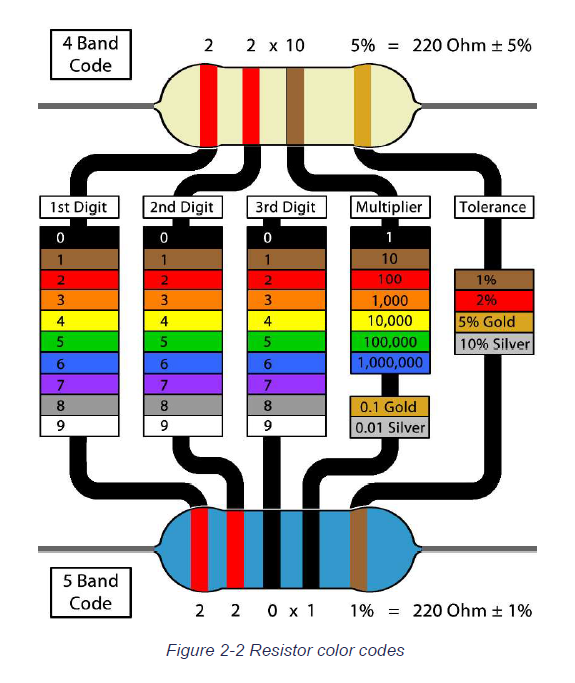 4 Band
Code
2 2 x 10 5% = 220 Ohm ± 5%
1st Digit 2nd Digit 3rd Digit Multiplier Tolerance
0 0 0 1
1 1 1 10
2 2 2 100 1%
3 3 3 1,000 2%
4 4 4 10,000 5% Gold
5 5 5 100,000 10% Silver
6 6 6 1,000,000
7 7 7
8 8 8 0.1 Gold
9 9 9 0.01 Silver
5 Band
Code
2 2 0 x 1 1% = 220 Ohm ± 1%
Figure 2-2 Resistor color codes